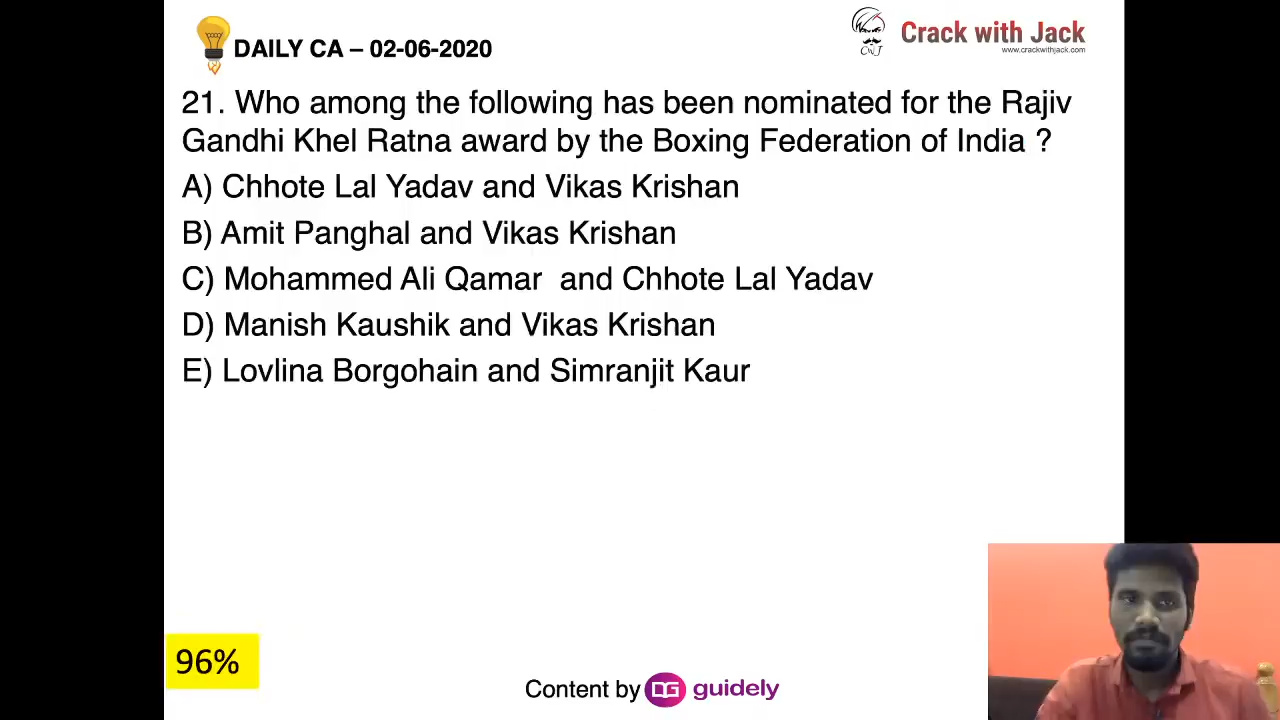 DAILY CA – 02-06-2020
Crack with Jack
www.crackwithjack.com
CWJ
21. Who among the following has been nominated for the Rajiv
Gandhi Khel Ratna award by the Boxing Federation of India ?
A) Chhote Lal Yadav and Vikas Krishan
B) Amit Panghal and Vikas Krishan
C) Mohammed Ali Qamar  and Chhote Lal Yadav
D) Manish Kaushik and Vikas Krishan
E) Lovlina Borgohain and Simranjit Kaur
96%
Content by DG guidely